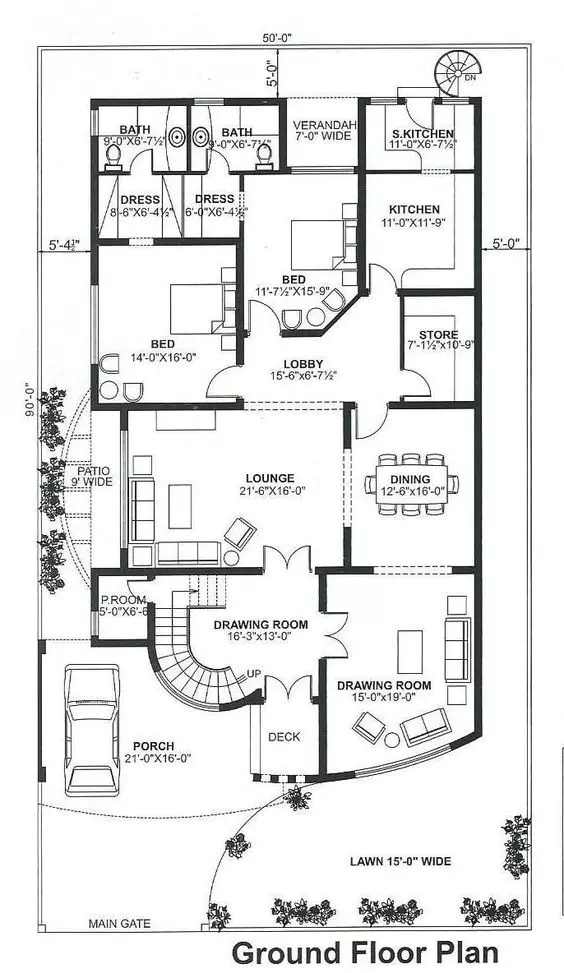 50'-0"
5'-0"
DN
BATH
9'-0"X6'-7½"
BATH
9'-0"X6'-7½"
VERANDAH
7'-0" WIDE
S.KITCHEN
11'-0"X6'-7½"
DRESS
8'-6"X6'-4½"
DRESS
6'-0"X6'-4½"
KITCHEN
11'-0"X11'-9"
5'-4½"
5'-0"
BED
11'-7½"X15'-9"
BED
14'-0"X16'-0"
STORE
7'-1½"x10'-9"
LOBBY
15'-6"x6'-7½"
90'-0"
PATIO
9' WIDE
LOUNGE
21'-6"X16'-0"
DINING
12'-6"x16'-0"
P.ROOM
5'-0"X6'-6
DRAWING ROOM
16'-3"x13'-0"
UP
DRAWING ROOM
15'-0"x19'-0"
DECK
PORCH
21'-0"X16'-0"
LAWN 15'-0" WIDE
MAIN GATE
Ground Floor Plan